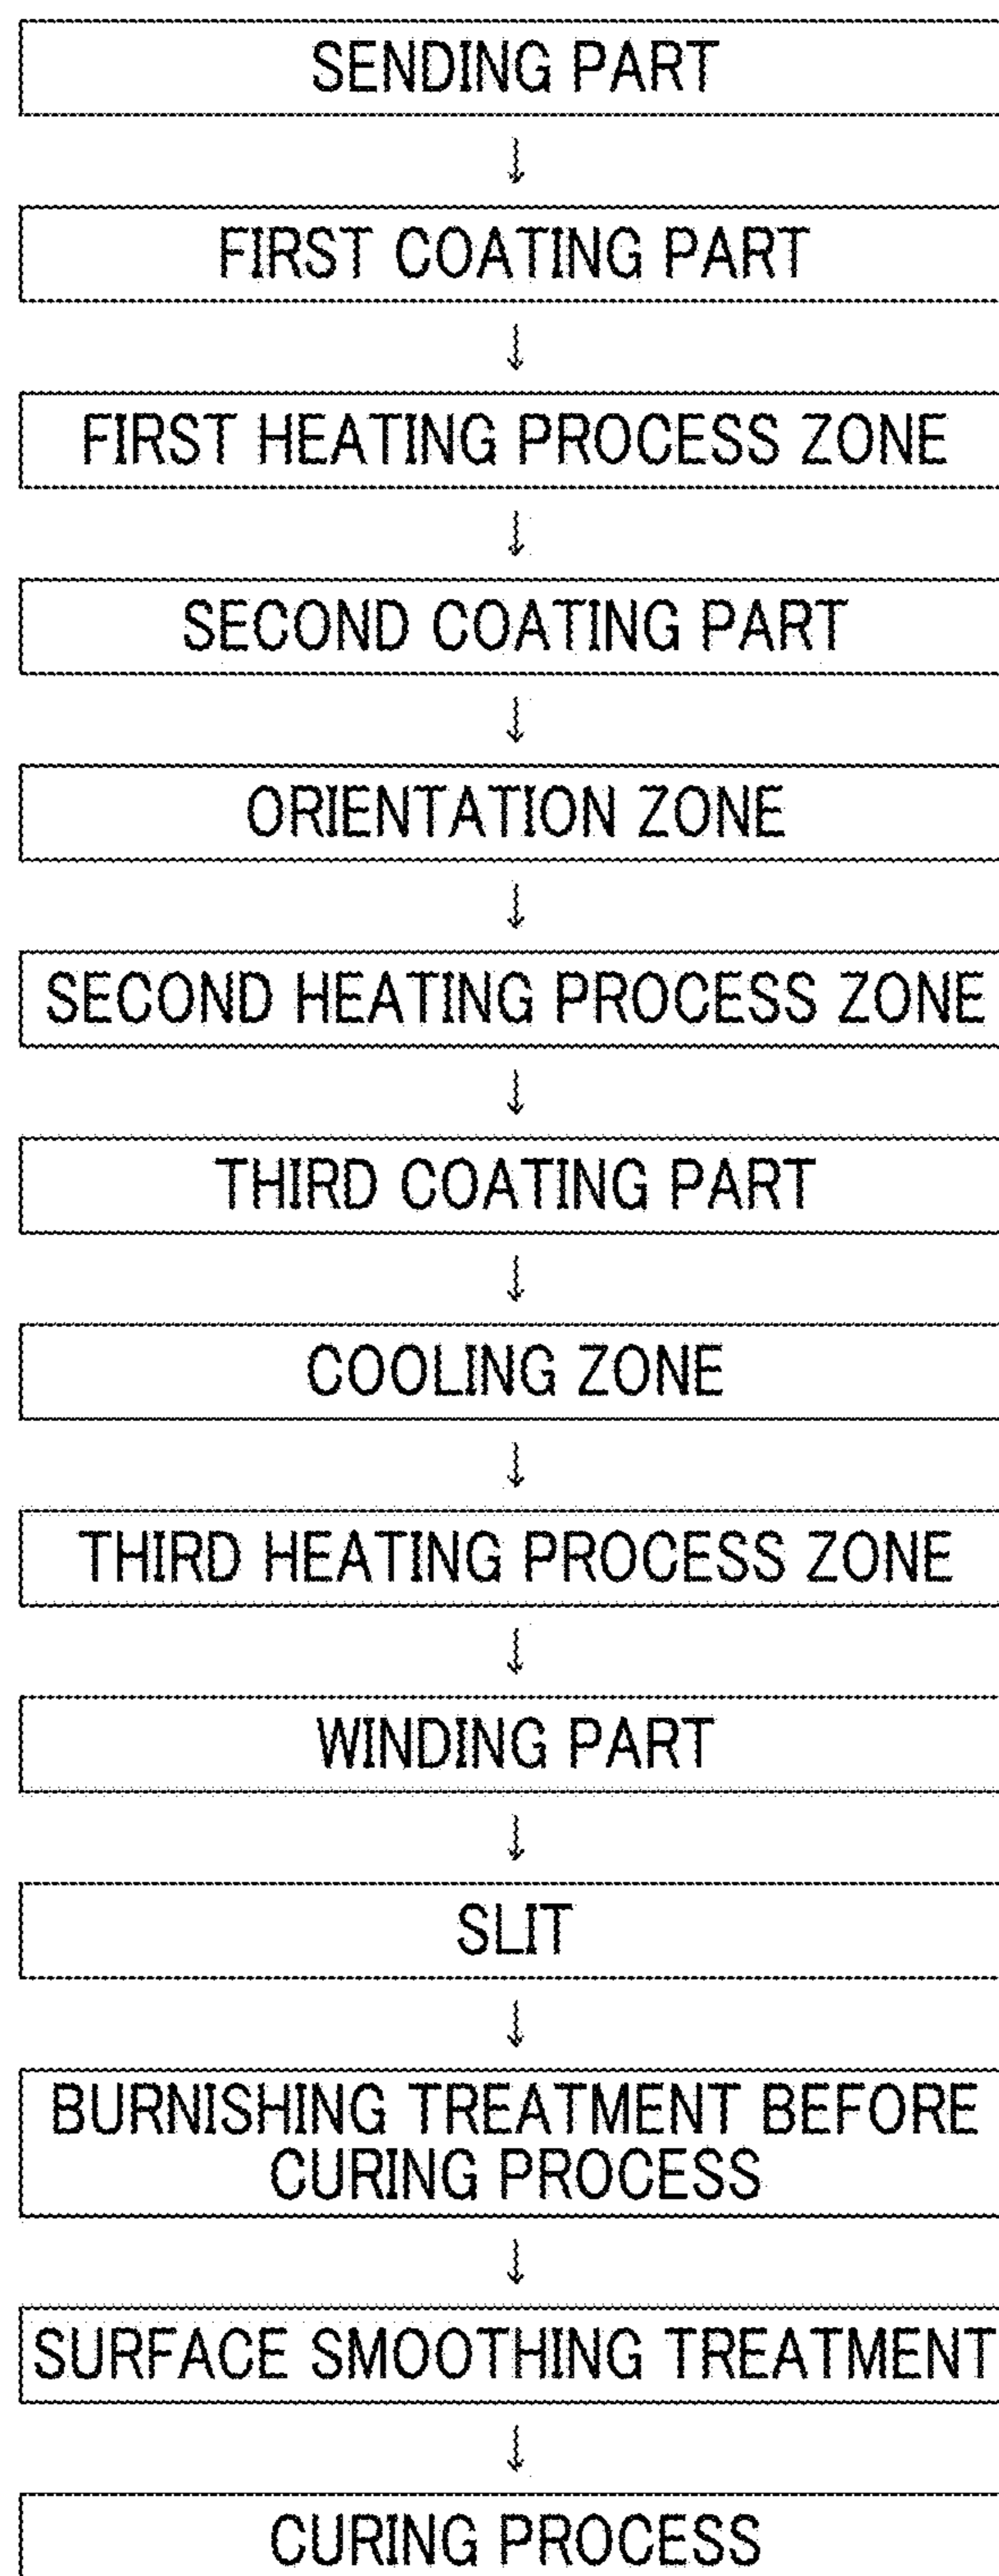 SENDING PART
↓
FIRST COATING PART
↓
FIRST HEATING PROCESS ZONE
↓
SECOND COATING PART
↓
ORIENTATION ZONE
↓
SECOND HEATING PROCESS ZONE
↓
THIRD COATING PART
↓
COOLING ZONE
↓
THIRD HEATING PROCESS ZONE
↓
WINDING PART
↓
SLIT
↓
BURNISHING TREATMENT BEFORE
CURING PROCESS
↓
SURFACE SMOOTHING TREATMENT
↓
CURING PROCESS